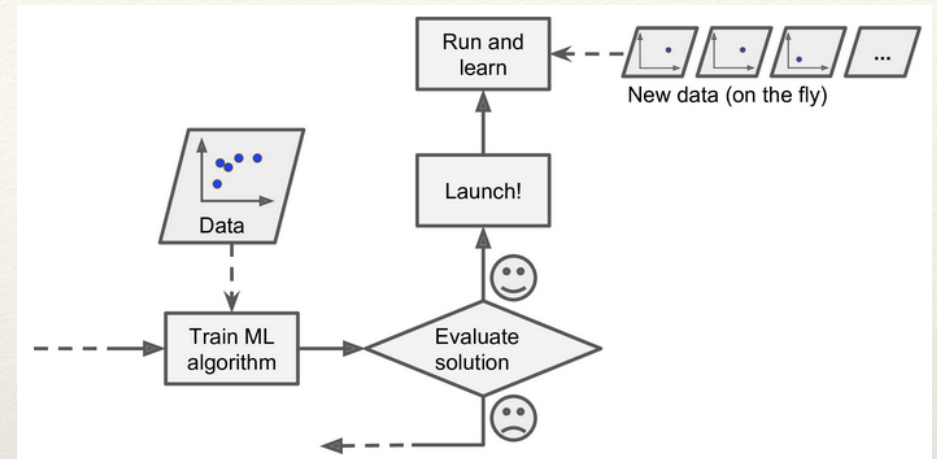 Run and
learn
New data (on the fly)
...
Launch!
Data
Train ML
algorithm
Evaluate
solution